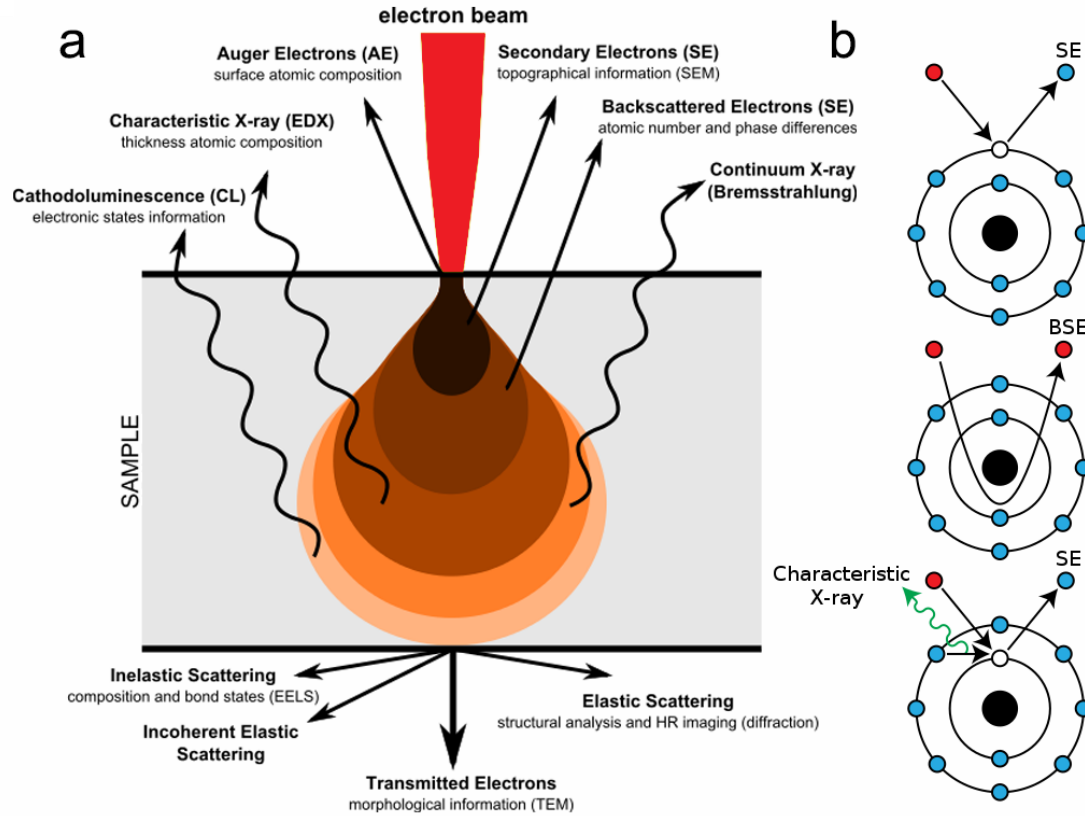 a
electron beam
b
Auger Electrons (AE)
surface atomic composition
Secondary Electrons (SE)
topographical information (SEM)
Characteristic X-ray (EDX)
thickness atomic composition
Backscattered Electrons (SE)
atomic number and phase differences
Cathodoluminescence (CL)
electronic states information
Continuum X-ray
(Bremsstrahlung)
SAMPLE
Inelastic Scattering
composition and bond states (EELS)
Incoherent Elastic
Scattering
Elastic Scattering
structural analysis and HR imaging (diffraction)
Transmitted Electrons
morphological information (TEM)
SE
BSE
SE
Characteristic
X-ray